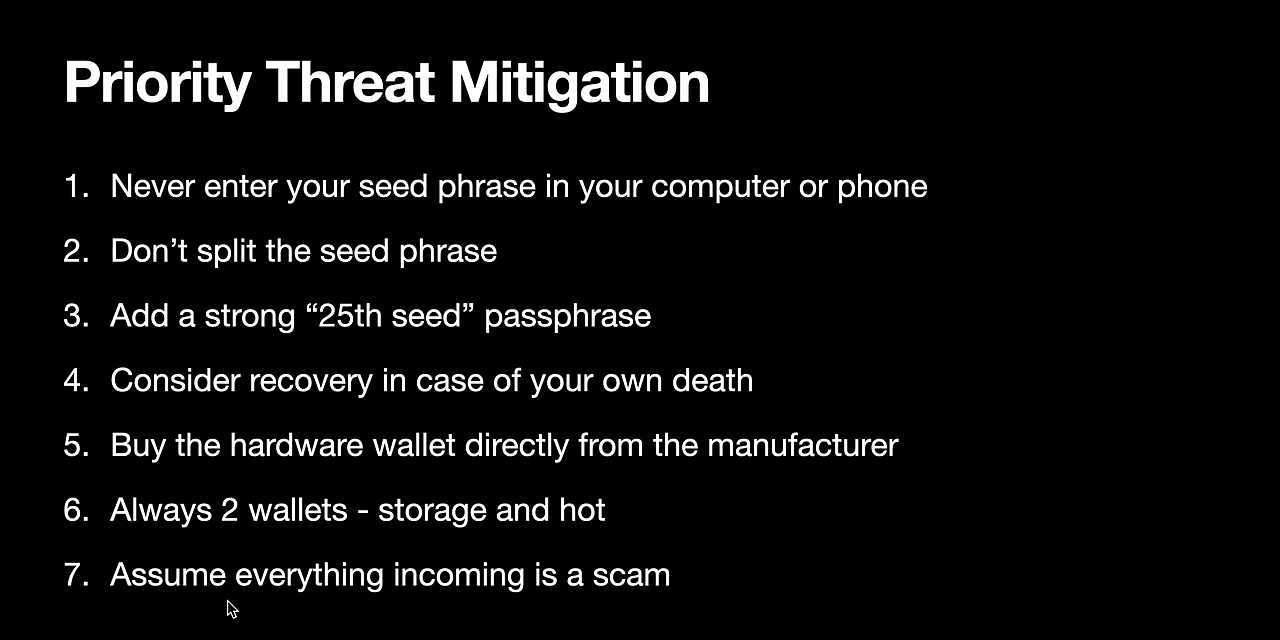 Priority Threat Mitigation
1. Never enter your seed phrase in your computer or phone
2. Don’t split the seed phrase
3. Add a strong “25th seed” passphrase
4. Consider recovery in case of your own death
5. Buy the hardware wallet directly from the manufacturer
6. Always 2 wallets - storage and hot
7. Assume everything incoming is a scam